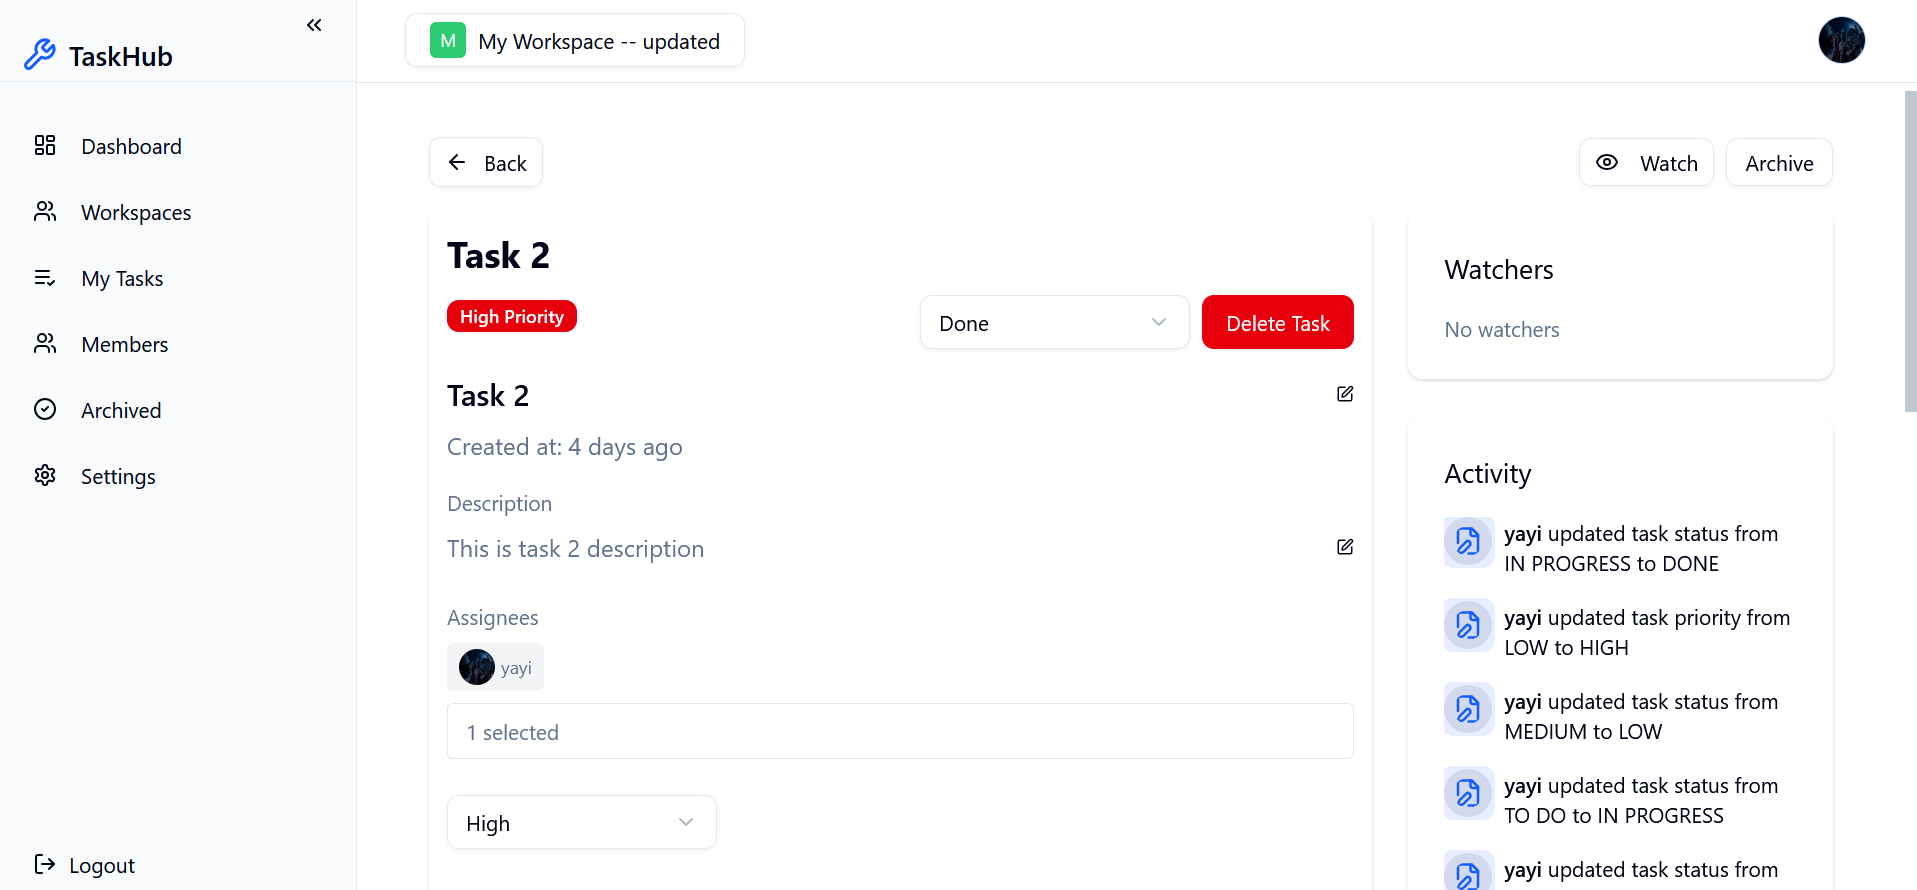 TaskHub
Dashboard
Workspaces
My Tasks
Members
Archived
Settings
Logout
M
My Workspace -- updated
Back
Watch
Archive
Task 2
High Priority
Done
Delete Task
Task 2
Created at: 4 days ago
Description
This is task 2 description
Assignees
yayi
1 selected
High
Watchers
No watchers
Activity
yayi updated task status from
IN PROGRESS to DONE
yayi updated task priority from
LOW to HIGH
yayi updated task status from
MEDIUM to LOW
yayi updated task status from
TO DO to IN PROGRESS
yayi updated task status from